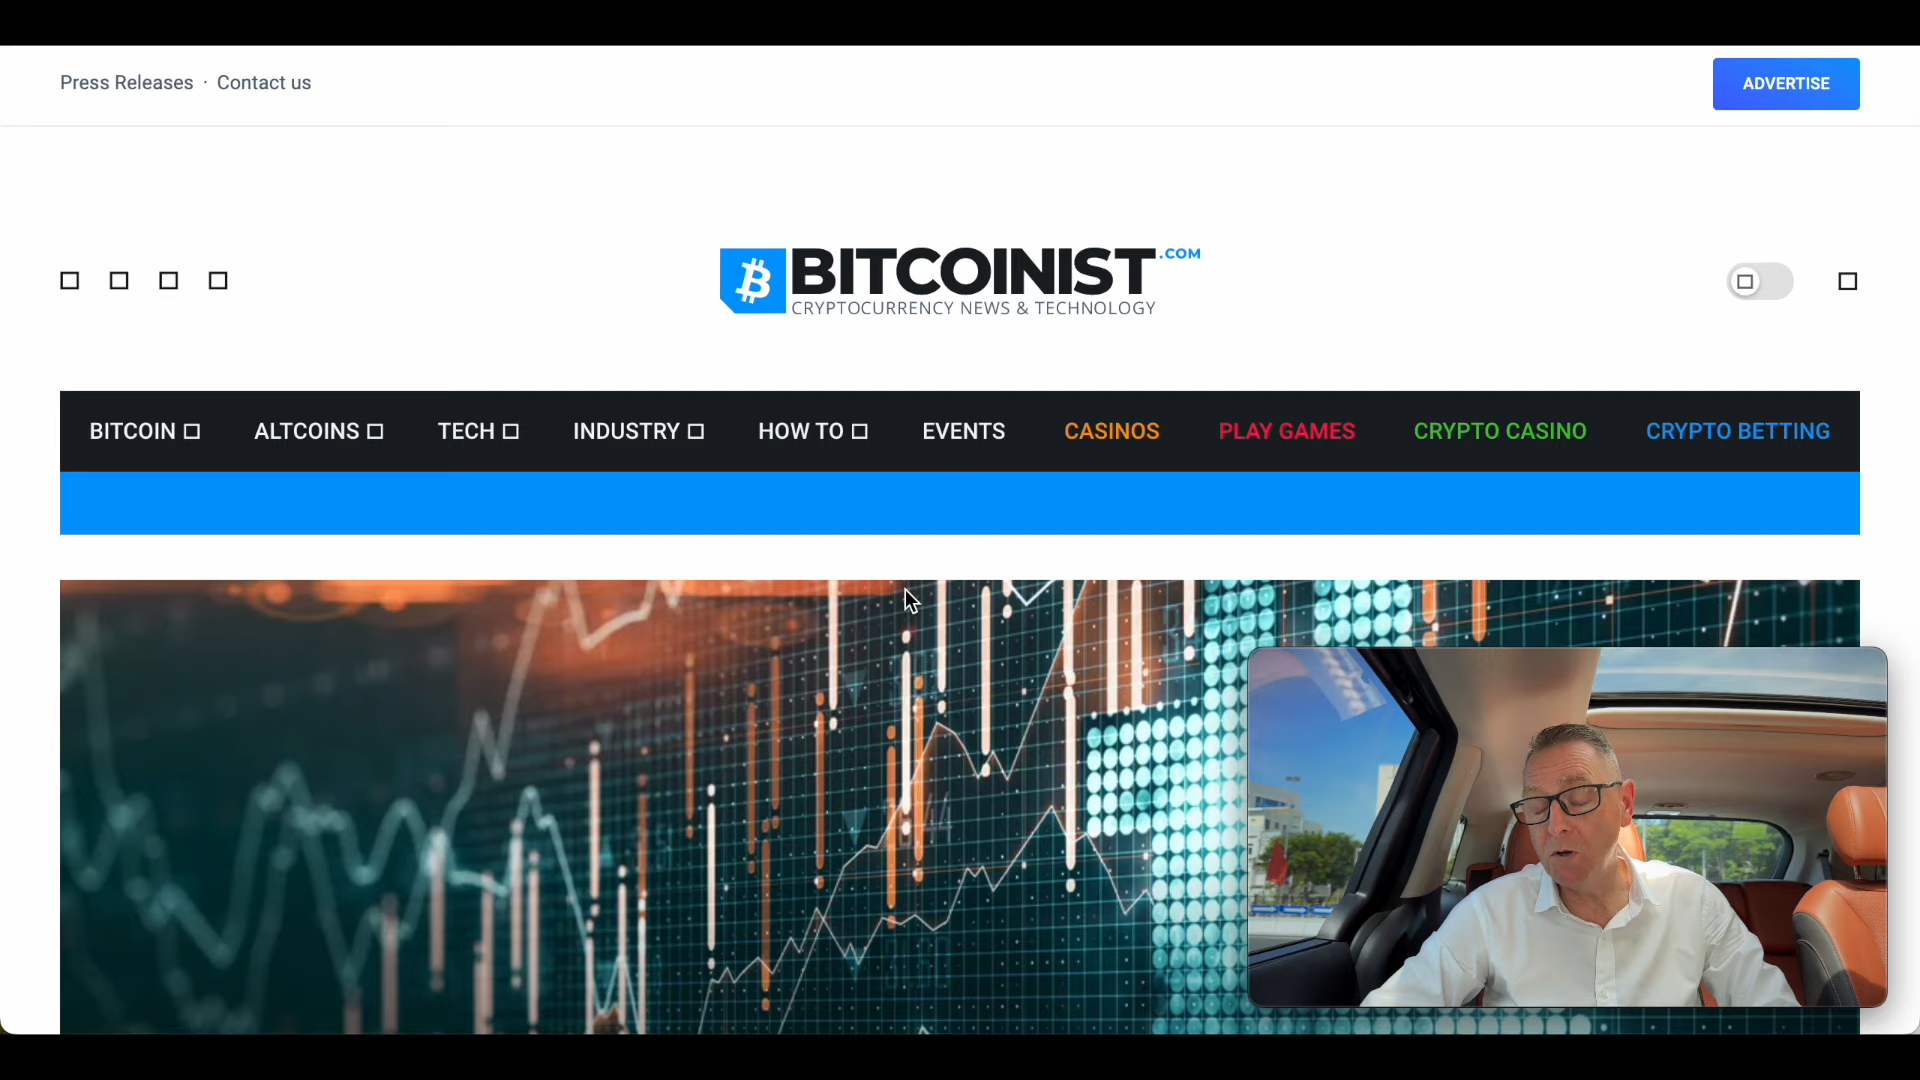 Press Releases · Contact us
ADVERTISE
BITCOINIST.COM
CRYPTOCURRENCY NEWS & TECHNOLOGY
BITCOIN ALTCOINS TECH INDUSTRY HOW TO EVENTS CASINOS PLAY GAMES CRYPTO CASINO CRYPTO BETTING
44